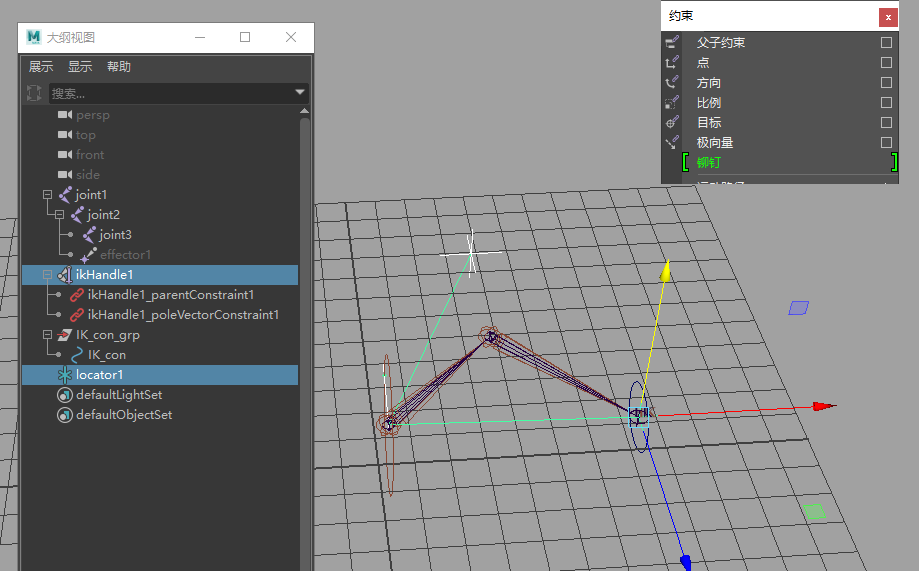 大纲视图
展示 显示 帮助
搜索...
persp
top
front
side
joint1
joint2
joint3
effector1
ikHandle1
ikHandle1_parentConstraint1
ikHandle1_poleVectorConstraint1
IK_con_grp
IK_con
locator1
defaultLightSet
defaultObjectSet
约束
父子约束
点
方向
比例
目标
极向量
铆钉